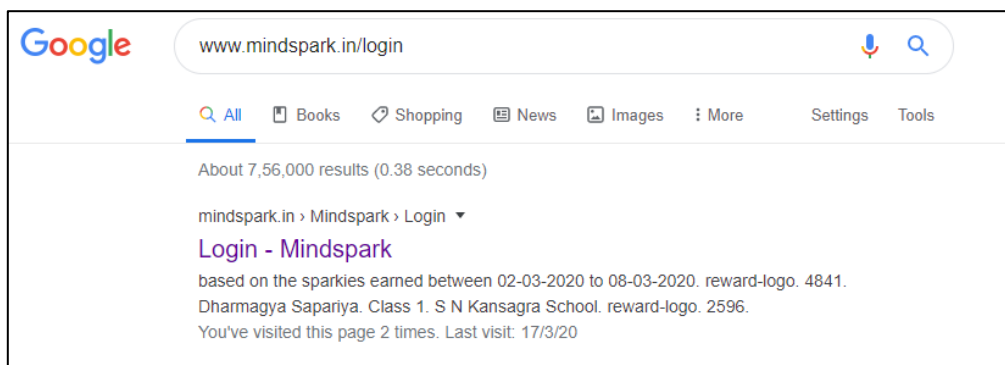 Google
www.mindspark.in/login
All Books Shopping News Images More Settings Tools
About 7,56,000 results (0.38 seconds)
mindspark.in › Mindspark › Login
Login - Mindspark
based on the sparkies earned between 02-03-2020 to 08-03-2020. reward-logo. 4841.
Dharmagya Sapariya. Class 1. S N Kansagra School. reward-logo. 2596.
You've visited this page 2 times. Last visit: 17/3/20